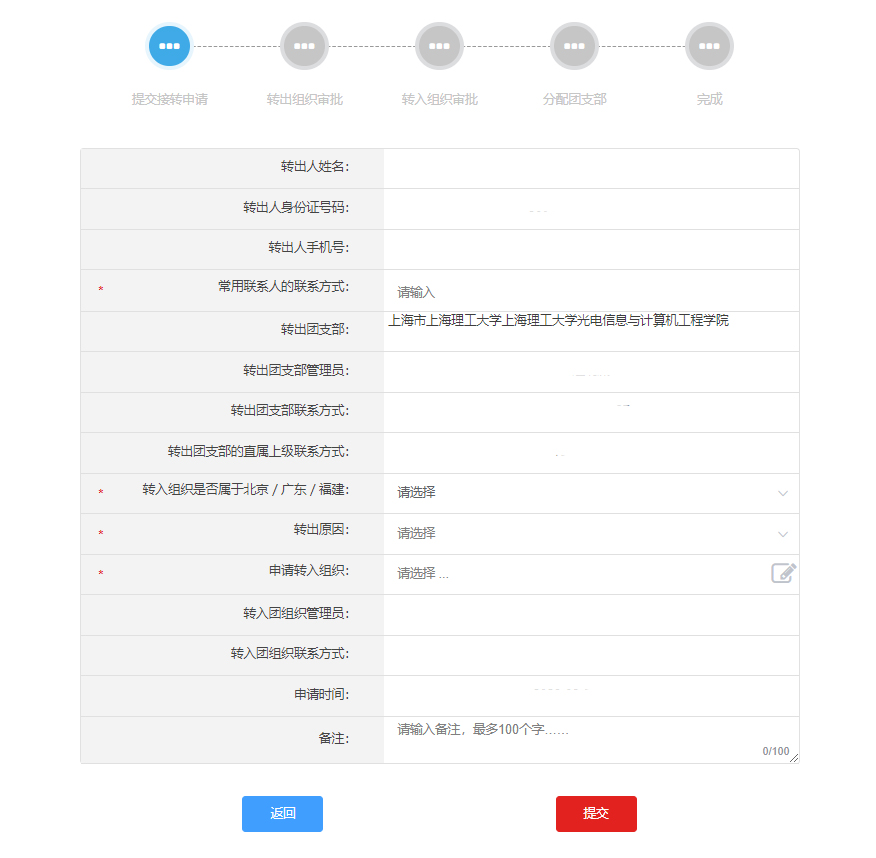 提交接转申请
转出组织审批
转入组织审批
分配团支部
完成
转出人姓名:
转出人身份证号码:
转出人手机号:
* 常用联系人的联系方式: 请输入
转出团支部: 上海市上海理工大学上海理工大学光电信息与计算机工程学院
转出团支部管理员:
转出团支部联系方式:
转出团支部的直属上级联系方式:
* 转入组织是否属于北京 / 广东 / 福建: 请选择
* 转出原因: 请选择
* 申请转入组织: 请选择 ...
转入团组织管理员:
转入团组织联系方式:
申请时间:
备注: 请输入备注，最多100个字……
0/100
返回
提交